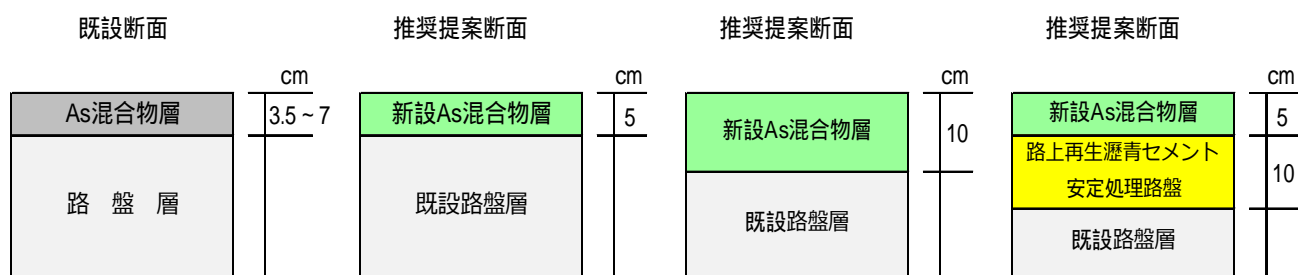 既設断面
推奨提案断面
推奨提案断面
推奨提案断面
cm
cm
cm
cm
As混合物層
3.5 ~ 7
新設As混合物層
5
新設As混合物層
10
新設As混合物層
5
路上再生瀝青セメント
安定処理路盤
10
路 盤 層
既設路盤層
既設路盤層
既設路盤層